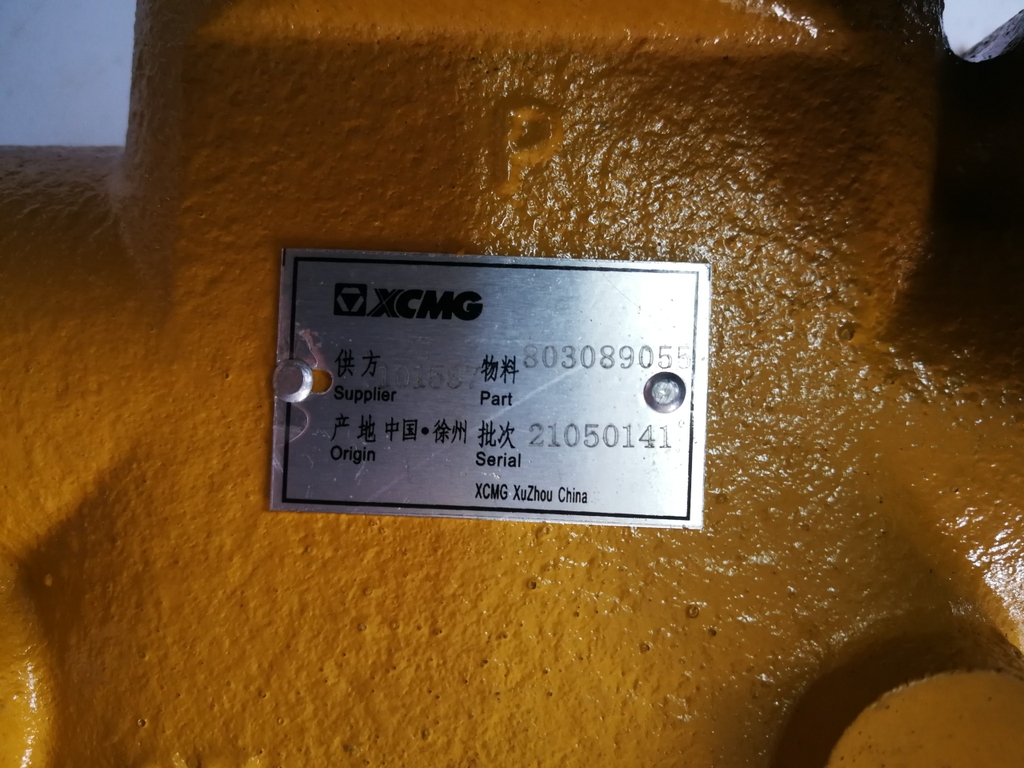 P
XCMG
供方 物料 803089055
Supplier Part
产地 中国·徐州 批次 21050141
Origin Serial
XCMG XuZhou China